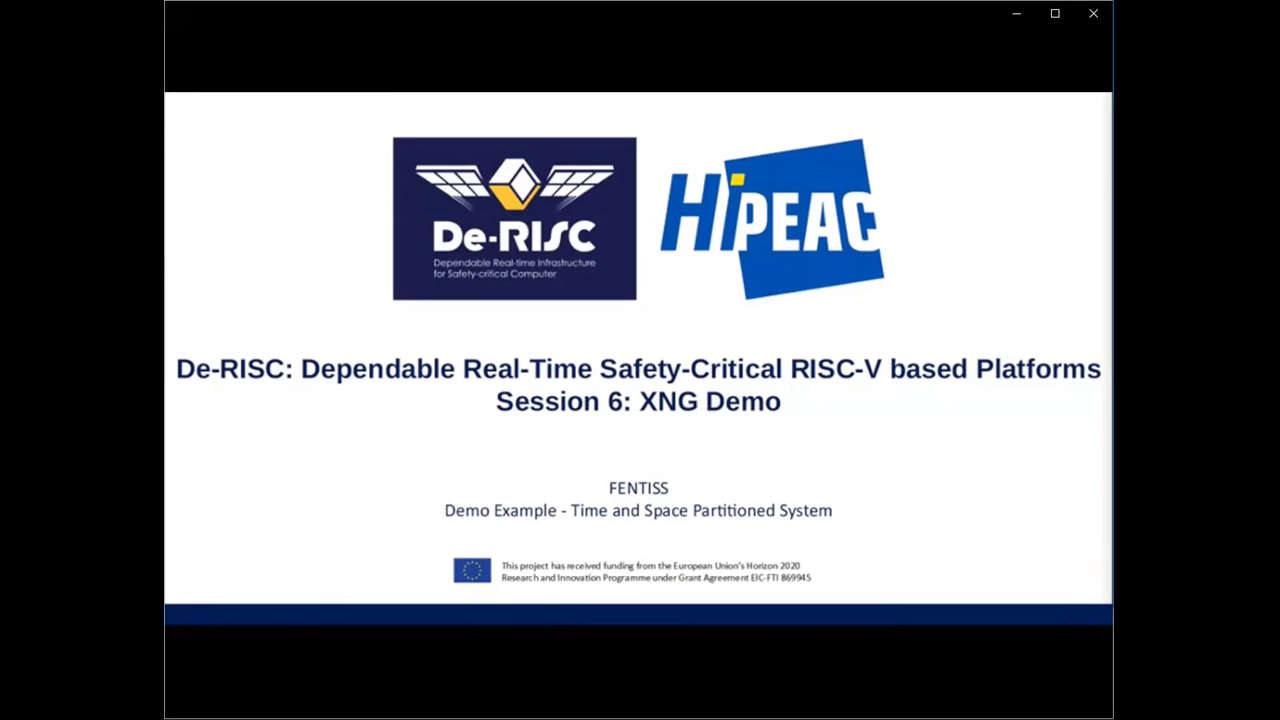 De-RISC
Dependable Real-time Infrastructure
for Safety-critical Computer
HiPEAC
De-RISC: Dependable Real-Time Safety-Critical RISC-V based Platforms
Session 6: XNG Demo
FENTISS
Demo Example - Time and Space Partitioned System
This project has received funding from the European Union's Horizon 2020
Research and Innovation Programme under Grant Agreement EIC-FTI 869945